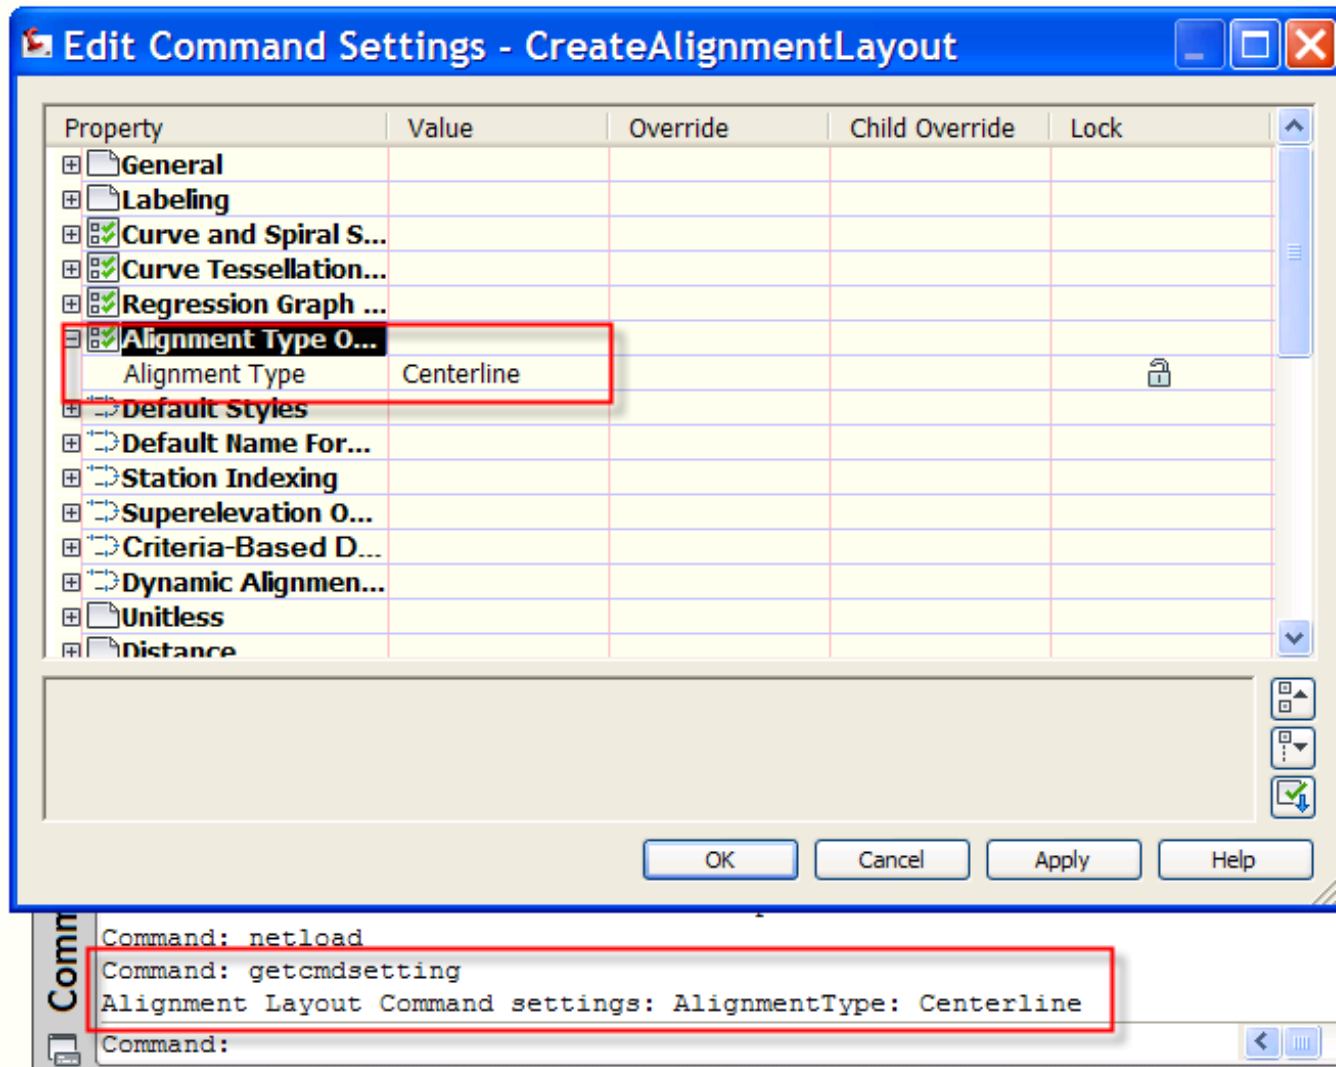 Edit Command Settings - CreateAlignmentLayout
Property Value Override Child Override Lock
General
Labeling
Curve and Spiral S...
Curve Tessellation...
Regression Graph ...
Alignment Type O...
Alignment Type Centerline
Default Styles
Default Name For...
Station Indexing
Superelevation O...
Criteria-Based D...
Dynamic Alignmen...
Unitless
Distance
OK Cancel Apply Help
Comm
Command: netload
Command: getcmdsetting
Alignment Layout Command settings: AlignmentType: Centerline
Command: